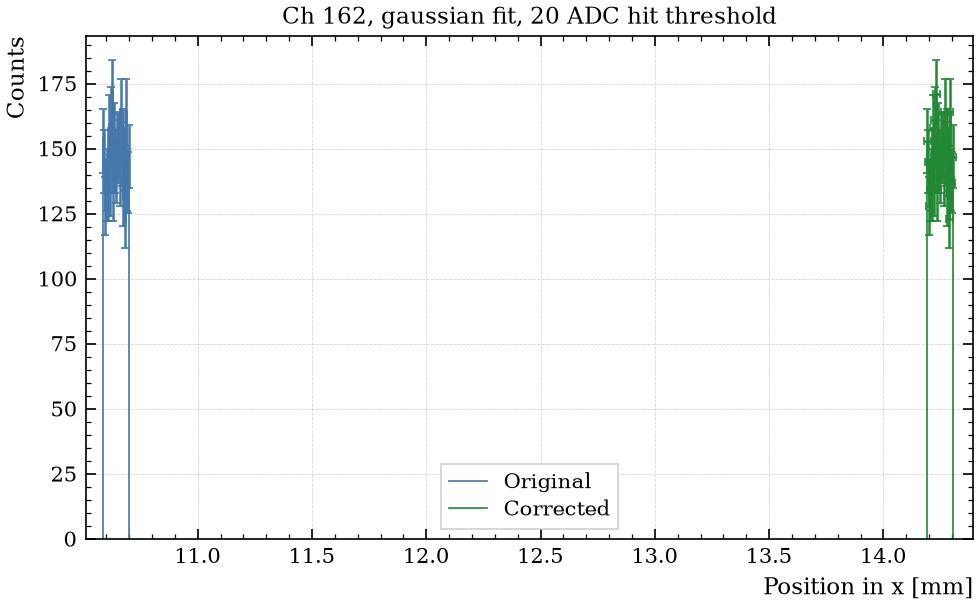 Ch 162, gaussian fit, 20 ADC hit threshold
Counts
175
150
125
100
75
50
25
0
Original
Corrected
11.0 11.5 12.0 12.5 13.0 13.5 14.0
Position in x [mm]